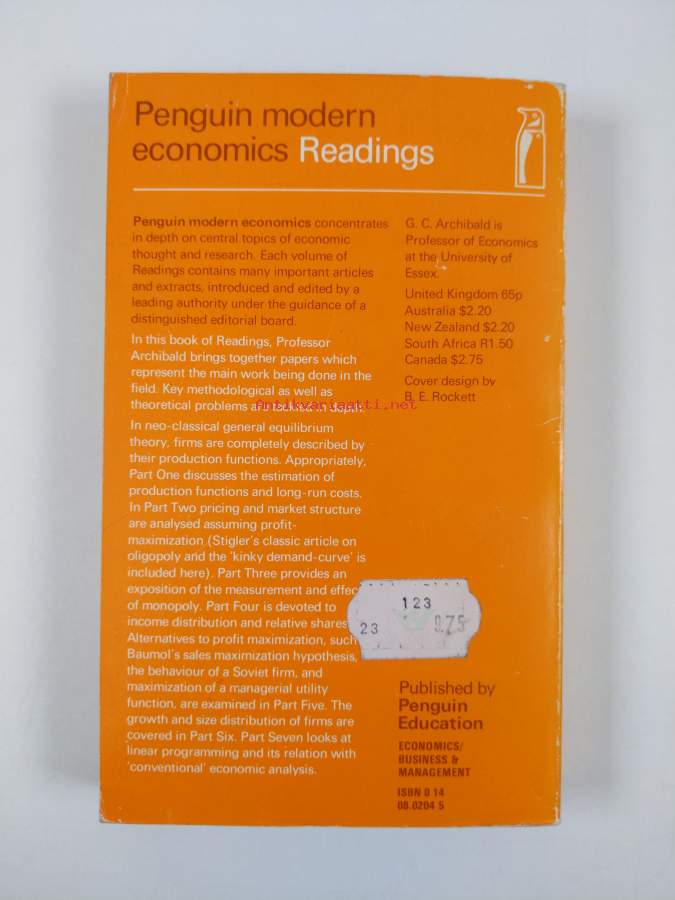 Penguin modern
economics Readings
Penguin modern economics concentrates
in depth on central topics of economic
thought and research. Each volume of
Readings contains many important articles
and extracts, introduced and edited by a
leading authority under the guidance of a
distinguished editorial board.
In this book of Readings, Professor
Archibald brings together papers which
represent the main work being done in the
field. Key methodological as well as
theoretical problems in depth.
Antikvariaatti.net
In neo-classical general equilibrium
theory, firms are completely described by
their production functions. Appropriately,
Part One discusses the estimation of
production functions and long-run costs.
In Part Two pricing and market structure
are analysed assuming profit-
maximization (Stigler's classic article on
oligopoly and the 'kinky demand-curve' is
included here). Part Three provides an
exposition of the measurement and effec
of monopoly. Part Four is devoted to
income distribution and relative shares
Alternatives to profit maximization, such
Baumol's sales maximization hypothesis,
the behaviour of a Soviet firm, and
maximization of a managerial utility
function, are examined in Part Five. The
growth and size distribution of firms are
covered in Part Six. Part Seven looks at
linear programming and its relation with
'conventional' economic analysis.
G. C. Archibald is
Professor of Economics
at the University of
Essex.
United Kingdom 65p
Australia $2.20
New Zealand $2.20
South Africa R1.50
Canada $2.75
Cover design by
B. E. Rockett
123
23 0.75
Published by
Penguin
Education
ECONOMICS/
BUSINESS &
MANAGEMENT
ISBN 0 14
08.0204 5